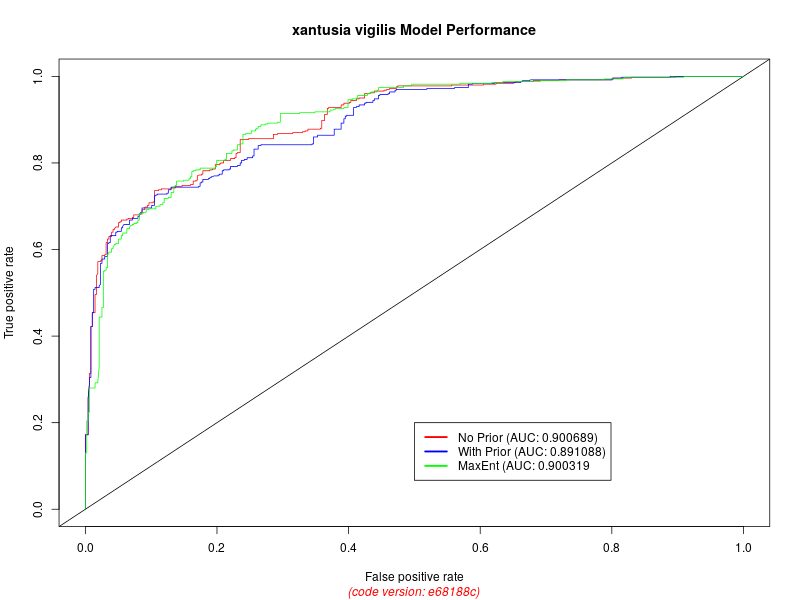 xantusia vigilis Model Performance
True positive rate
1.0
0.8
0.6
0.4
0.2
0.0
No Prior (AUC: 0.900689)
With Prior (AUC: 0.891088)
MaxEnt (AUC: 0.900319
0.0 0.2 0.4 0.6 0.8 1.0
False positive rate
(code version: e68188c)